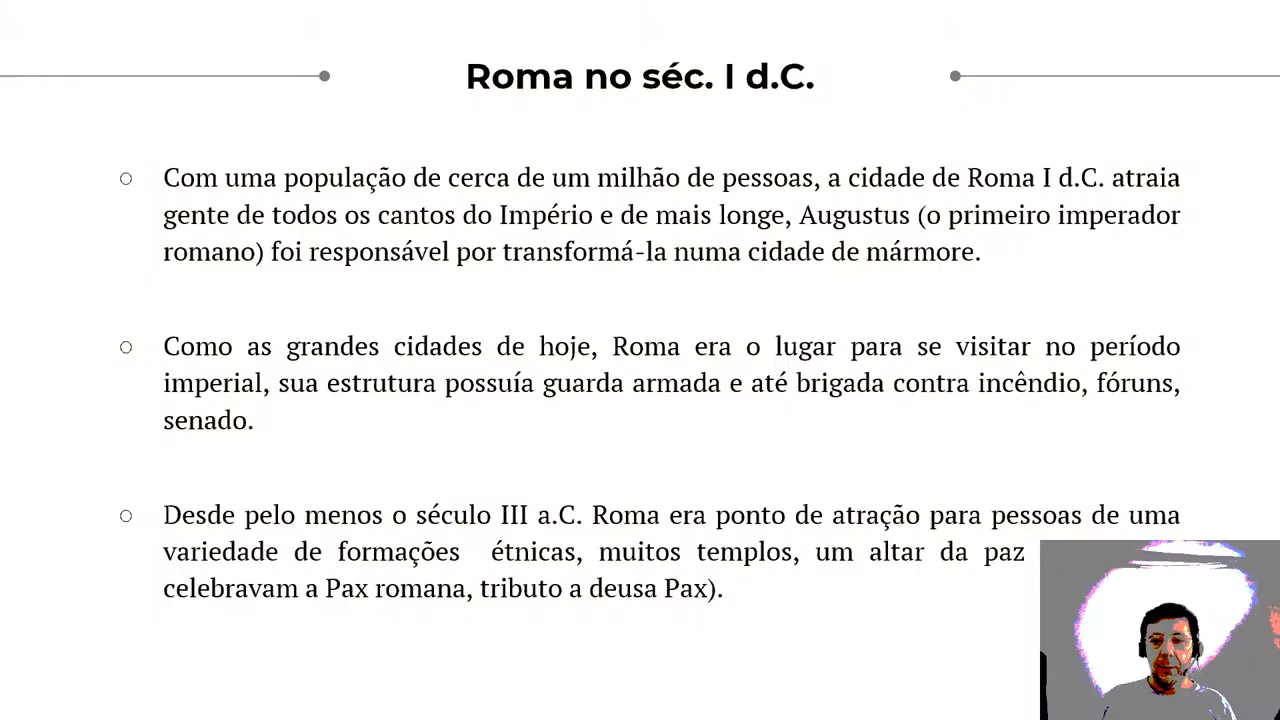 Roma no séc. I d.C.
Com uma população de cerca de um milhão de pessoas, a cidade de Roma I d.C. atraia
gente de todos os cantos do Império e de mais longe, Augustus (o primeiro imperador
romano) foi responsável por transformá-la numa cidade de mármore.
Como as grandes cidades de hoje, Roma era o lugar para se visitar no período
imperial, sua estrutura possuía guarda armada e até brigada contra incêndio, fóruns,
senado.
Desde pelo menos o século III a.C. Roma era ponto de atração para pessoas de uma
variedade de formações étnicas, muitos templos, um altar da paz
celebravam a Pax romana, tributo a deusa Pax).